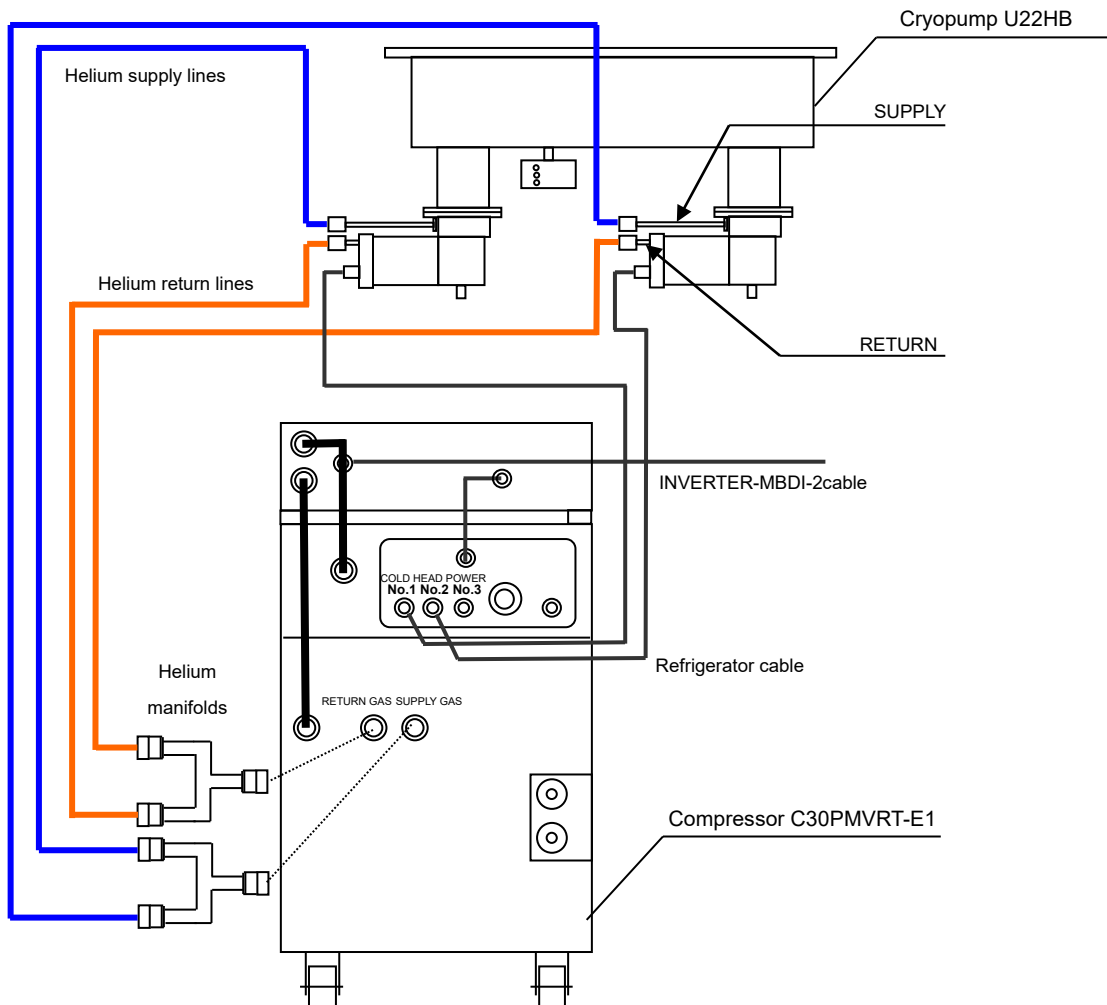 Cryopump U22HB
Helium supply lines
SUPPLY
Helium return lines
RETURN
INVERTER-MBDI-2cable
COLD HEAD POWER
No.1 No.2 No.3
Refrigerator cable
Helium
manifolds
RETURN GAS SUPPLY GAS
Compressor C30PMVRT-E1